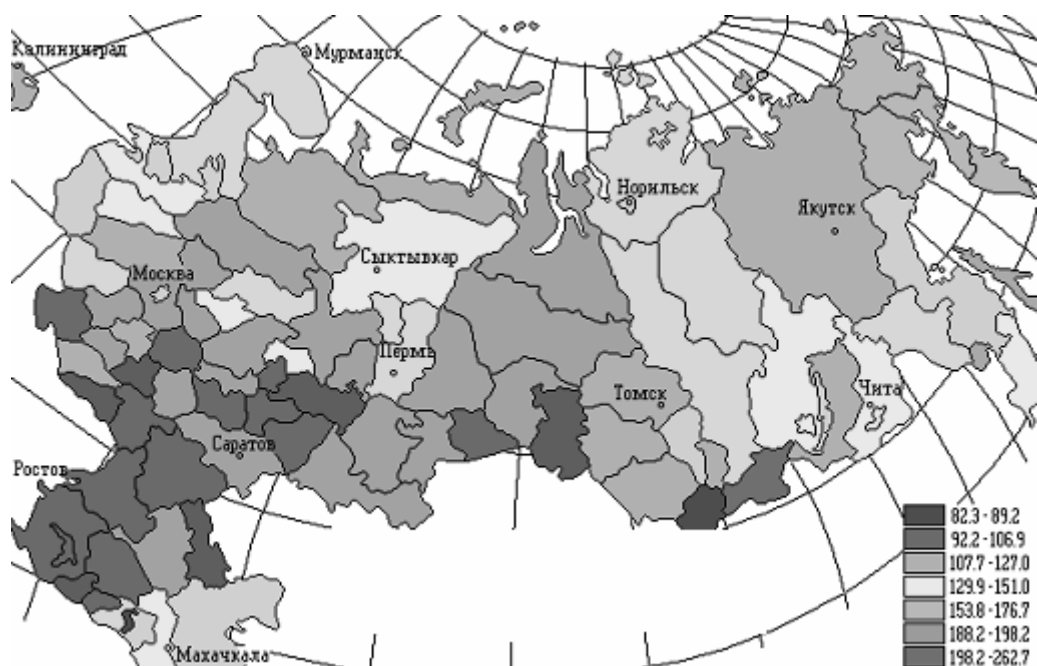 Калининград
Мурманск
Норильск
Якутск
Сыктывкар
Москва
Пермь
Томск
Чита
Саратов
Ростов
Махачкала
82.3 - 89.2
92.2 -106.9
107.7 -127.0
129.9 -151.0
153.8 -176.7
188.2 -198.2
198.2 -262.7